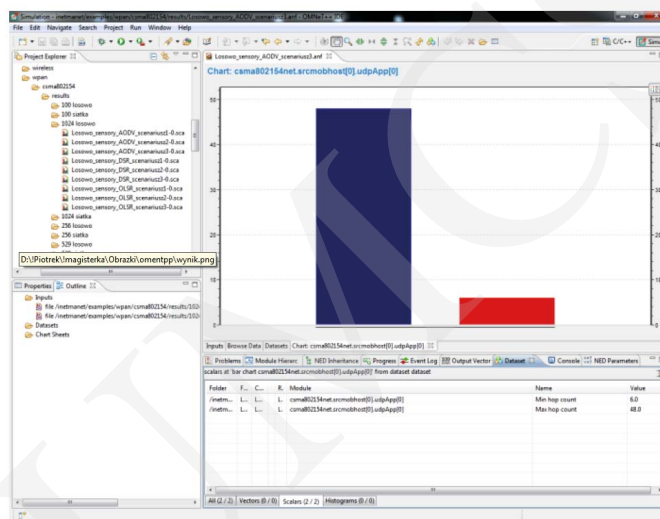 Simulation - inetmanet/examples/wpan/csma802154/results/Losowo_sensory_AODV_scenariusz3.anf - OMNeT++ IDE
File Edit Navigate Search Project Run Window Help
C/C++
Project Explorer
Losowo_sensory_AODV_scenariusz3.anf
wireless
wpan
csma802154
results
100 losowo
100 siatka
1024 losowo
Losowo_sensory_AODV_scenariusz1-0.sca
Losowo_sensory_AODV_scenariusz2-0.sca
Losowo_sensory_AODV_scenariusz3-0.sca
Losowo_sensory_DSR_scenariusz1-0.sca
Losowo_sensory_DSR_scenariusz2-0.sca
Losowo_sensory_OLSR_scenariusz1-0.sca
Losowo_sensory_OLSR_scenariusz2-0.sca
Losowo_sensory_OLSR_scenariusz3-0.sca
1024 siatka
256 losowo
256 siatka
529 losowo
D:\!Piotrek\!magisterka\Obrazki\omentpp\wynik.png
Properties Outline
Inputs
file /inetmanet/examples/wpan/csma802154/results/102
file /inetmanet/examples/wpan/csma802154/results/102
Datasets
Chart Sheets
Chart: csma802154net.srcmobhost[0].udpApp[0]
50
40
30
20
10
0
Inputs Browse Data Datasets Chart: csma802154net.srcmobhost[0].udpApp[0]
Problems Module Hierarc NED Inheritance Progress Event Log Output Vector Dataset Console NED Parameters
scalars at 'bar chart csma802154net.srcmobhost[0].udpApp[0]' from dataset dataset
Folder F... C... R. Module Name Value
/inetm... L... L... L. csma802154net.srcmobhost[0].udpApp[0] Min hop count 6.0
/inetm... L... L... L. csma802154net.srcmobhost[0].udpApp[0] Max hop count 48.0
All (2 / 2) Vectors (0 / 0) Scalars (2 / 2) Histograms (0 / 0)